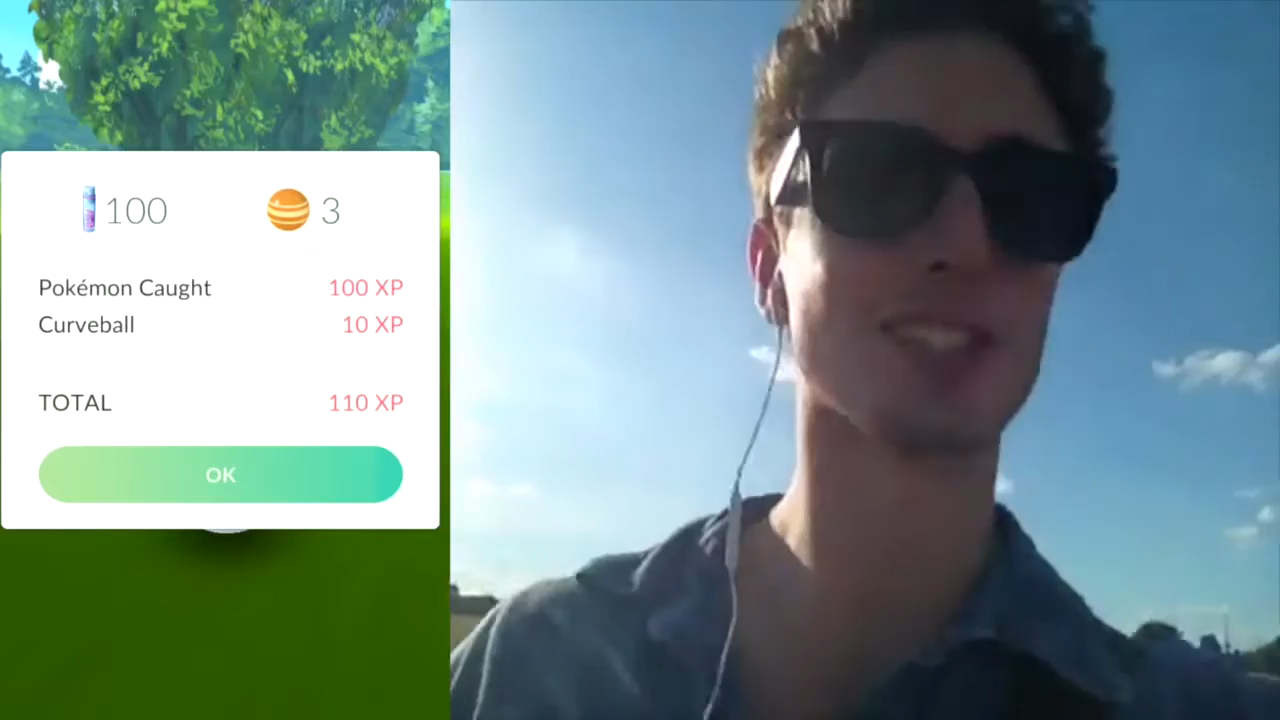 100 3
Pokémon Caught 100 XP
Curveball 10 XP
TOTAL 110 XP
OK